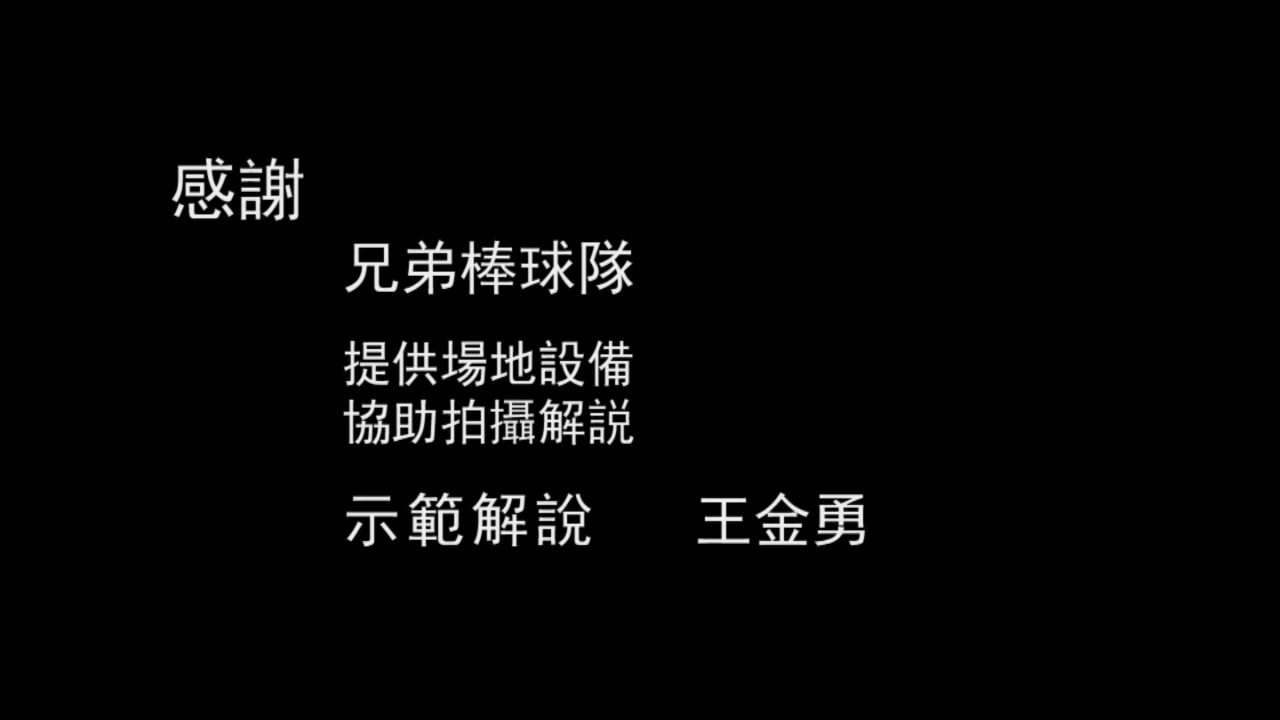 感謝
兄弟棒球隊
提供場地設備
協助拍攝解説
示範解說 王金勇